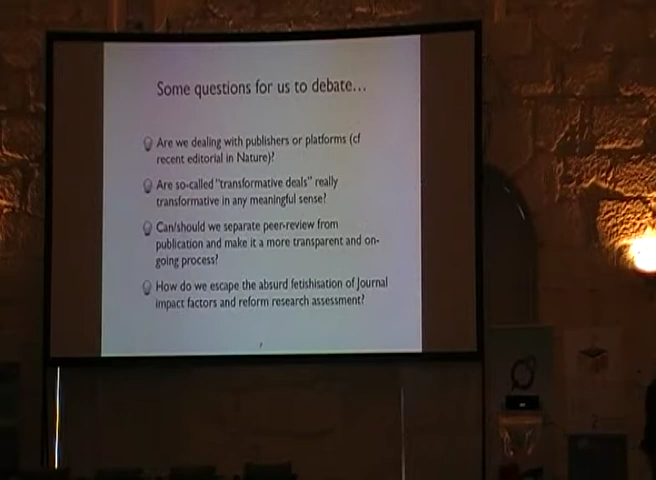 Some questions for us to debate…
Are we dealing with publishers or platforms (cf
recent editorial in Nature)?
Are so-called "transformative deals" really
transformative in any meaningful sense?
Can/should we separate peer-review from
publication and make it a more transparent and on-
going process?
How do we escape the absurd fetishisation of Journal
impact factors and reform research assessment?